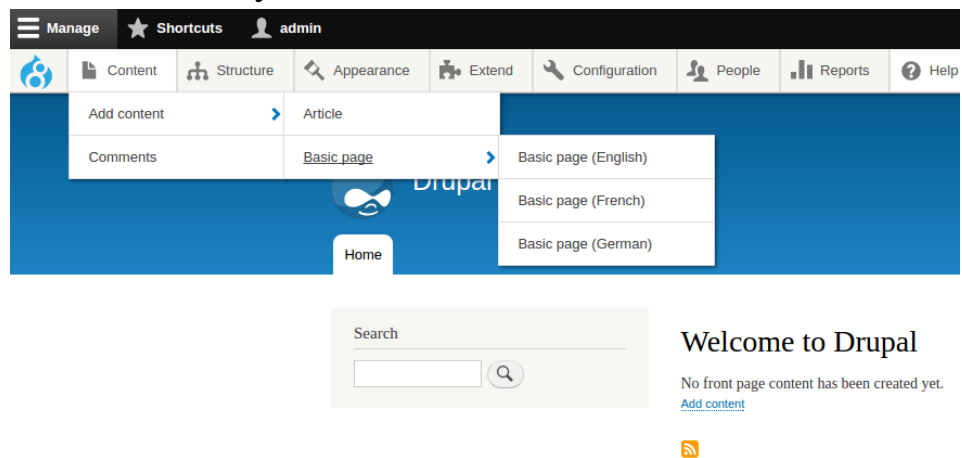 Manage Shortcuts admin
Content Structure Appearance Extend Configuration People Reports Help
Add content Article
Comments Basic page Basic page (English)
Drupal
Basic page (French)
Basic page (German)
Home
Search
Welcome to Drupal
No front page content has been created yet.
Add content